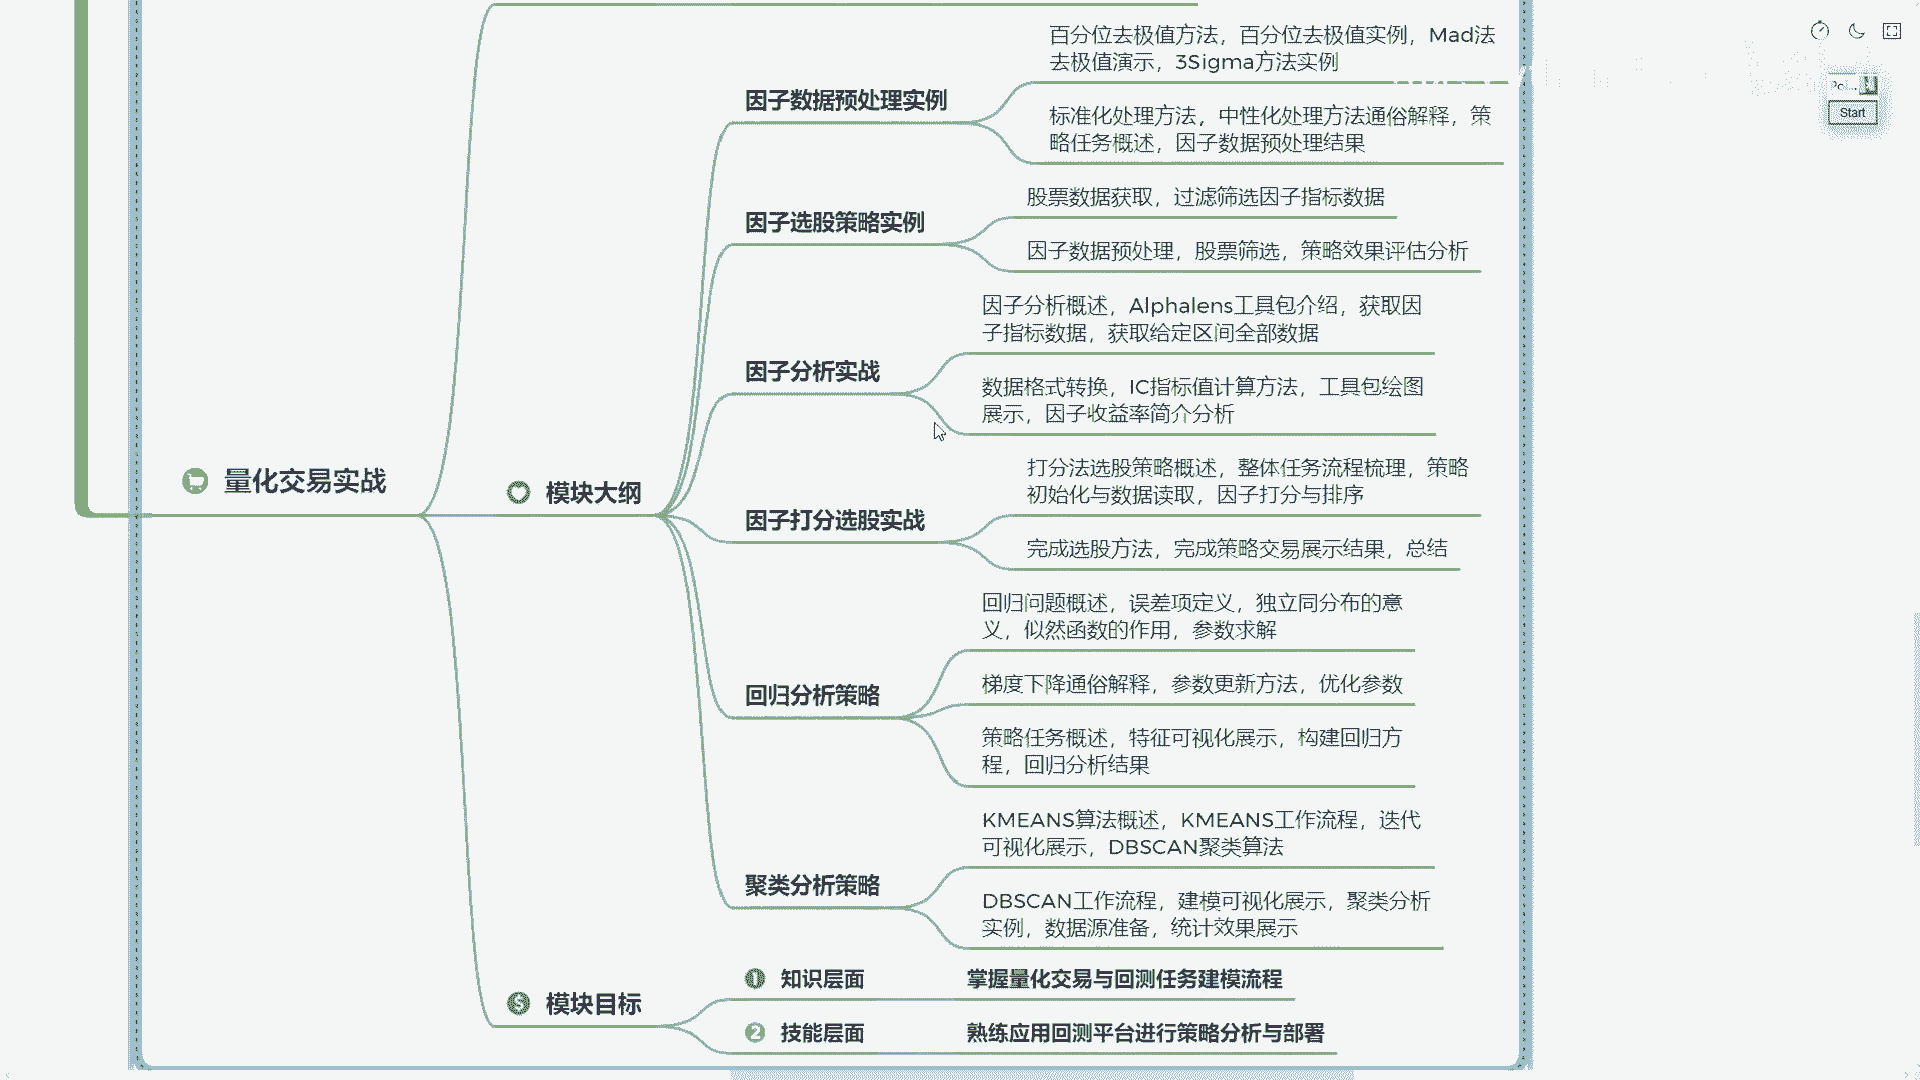 百分位去极值方法，百分位去极值实例，Mad法
去极值演示，3Sigma方法实例
因子数据预处理实例
标准化处理方法，中性化处理方法通俗解释，策
略任务概述，因子数据预处理结果
股票数据获取，过滤筛选因子指标数据
因子选股策略实例
因子数据预处理，股票筛选，策略效果评估分析
因子分析概述，Alphalens工具包介绍，获取因
子指标数据，获取给定区间全部数据
因子分析实战
数据格式转换，IC指标值计算方法，工具包绘图
展示，因子收益率简介分析
量化交易实战
模块大纲
打分法选股策略概述，整体任务流程梳理，策略
初始化与数据读取，因子打分与排序
因子打分选股实战
完成选股方法，完成策略交易展示结果，总结
回归问题概述，误差项定义，独立同分布的意
义，似然函数的作用，参数求解
回归分析策略
梯度下降通俗解释，参数更新方法，优化参数
策略任务概述，特征可视化展示，构建回归方
程，回归分析结果
KMEANS算法概述，KMEANS工作流程，迭代
可视化展示，DBSCAN聚类算法
聚类分析策略
DBSCAN工作流程，建模可视化展示，聚类分析
实例，数据源准备，统计效果展示
模块目标
1 知识层面 掌握量化交易与回测任务建模流程
2 技能层面 熟练应用回测平台进行策略分析与部署
Start